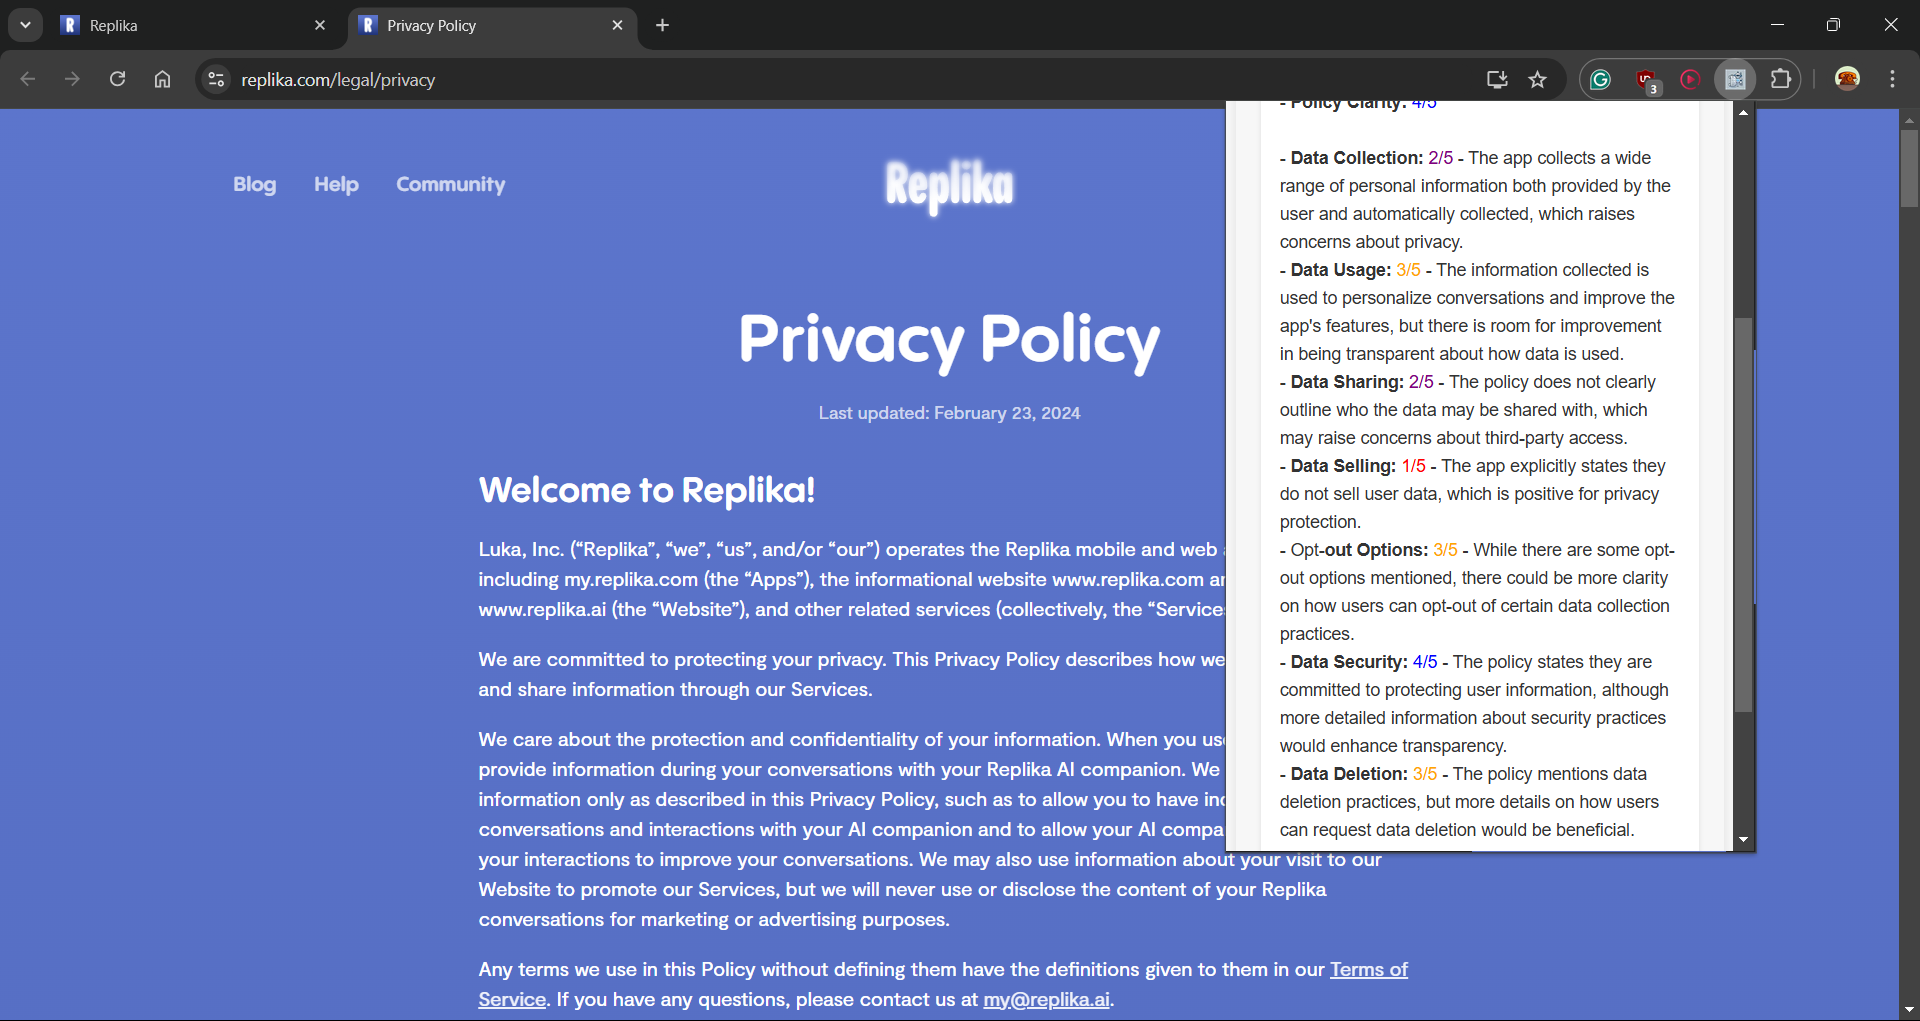 Replika
Privacy Policy
replika.com/legal/privacy
3
Blog
Help
Community
Replika
Privacy Policy
Last updated: February 23, 2024
Welcome to Replika!
Luka, Inc. (“Replika”, “we”, “us”, and/or “our”) operates the Replika mobile and web
including my.replika.com (the “Apps”), the informational website www.replika.com
www.replika.ai (the “Website”), and other related services (collectively, the “Services
We are committed to protecting your privacy. This Privacy Policy describes how we
and share information through our Services.
We care about the protection and confidentiality of your information. When you
provide information during your conversations with your Replika AI companion. We
information only as described in this Privacy Policy, such as to allow you to have
conversations and interactions with your AI companion and to allow your AI
your interactions to improve your conversations. We may also use information about your visit to our
Website to promote our Services, but we will never use or disclose the content of your Replika
conversations for marketing or advertising purposes.
Any terms we use in this Policy without defining them have the definitions given to them in our Terms of
Service. If you have any questions, please contact us at my@replika.ai.
- Policy Clarity: 4/5
- Data Collection: 2/5 - The app collects a wide
range of personal information both provided by the
user and automatically collected, which raises
concerns about privacy.
- Data Usage: 3/5 - The information collected is
used to personalize conversations and improve the
app's features, but there is room for improvement
in being transparent about how data is used.
- Data Sharing: 2/5 - The policy does not clearly
outline who the data may be shared with, which
may raise concerns about third-party access.
- Data Selling: 1/5 - The app explicitly states they
do not sell user data, which is positive for privacy
protection.
- Opt-out Options: 3/5 - While there are some opt-
out options mentioned, there could be more clarity
on how users can opt-out of certain data collection
practices.
- Data Security: 4/5 - The policy states they are
committed to protecting user information, although
more detailed information about security practices
would enhance transparency.
- Data Deletion: 3/5 - The policy mentions data
deletion practices, but more details on how users
can request data deletion would be beneficial.